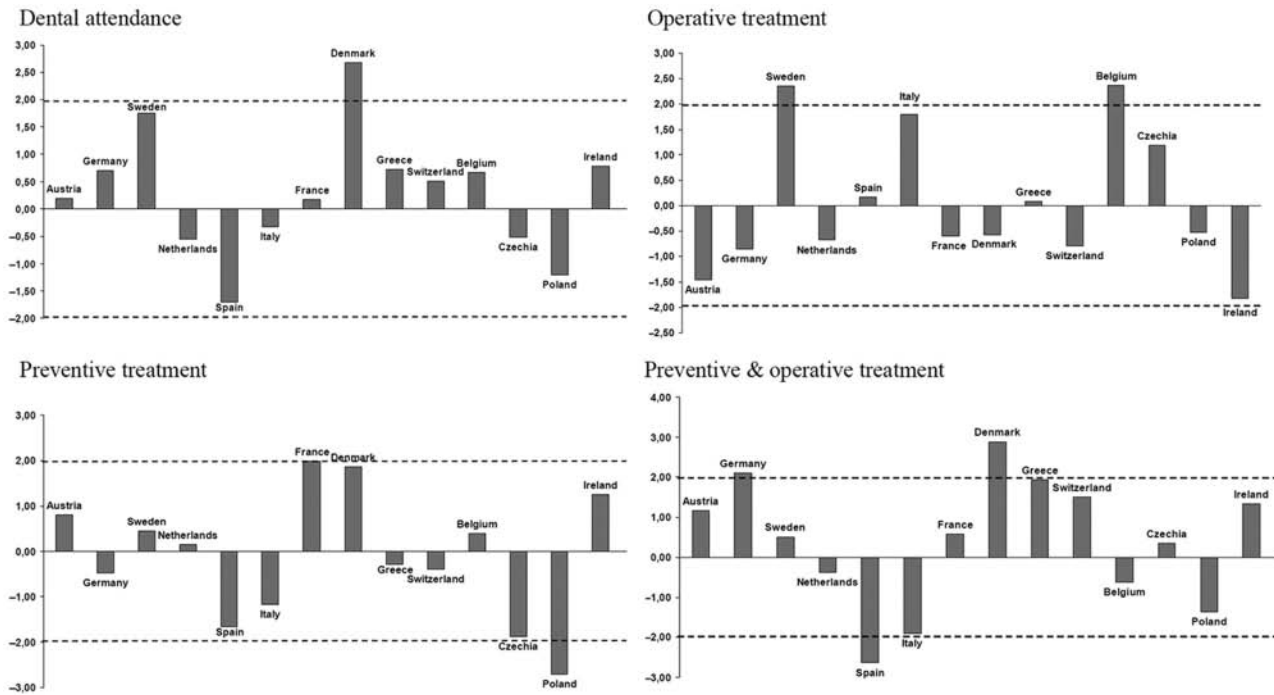 Dental attendance
3,00
2,50
2,00
1,50
1,00
0,50
0,00
–0,50
–1,00
–1,50
–2,00
Austria
Germany
Sweden
Netherlands
Spain
Italy
France
Denmark
Greece
Switzerland
Belgium
Czechia
Poland
Ireland
Operative treatment
3,00
2,50
2,00
1,50
1,00
0,50
0,00
–0,50
–1,00
–1,50
–2,00
–2,50
Austria
Germany
Sweden
Netherlands
Spain
Italy
France
Denmark
Greece
Switzerland
Belgium
Czechia
Poland
Ireland
Preventive treatment
3,00
2,00
1,00
0,00
–1,00
–2,00
–3,00
Austria
Germany
Sweden
Netherlands
Spain
Italy
France
Denmark
Greece
Switzerland
Belgium
Czechia
Poland
Ireland
Preventive & operative treatment
4,00
3,00
2,00
1,00
0,00
–1,00
–2,00
–3,00
Austria
Germany
Sweden
Netherlands
Spain
Italy
France
Denmark
Greece
Switzerland
Belgium
Czechia
Poland
Ireland